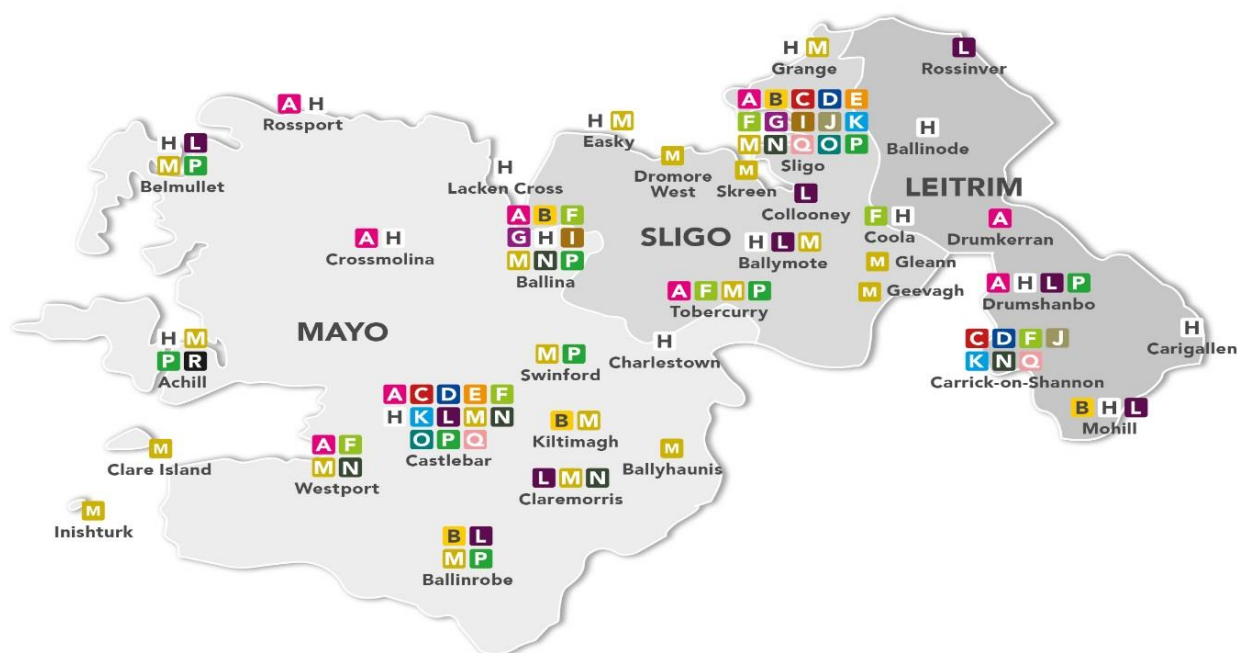 H M
Grange
L
Rossinver
A H
Rossport
A B C D E
F G I J K
M N Q O P
Sligo
H M
Easky
H
Ballinode
H L
M P
Belmullet
M
Dromore
West
M
Skreen
H
Lacken Cross
LEITRIM
L
Collooney
A B F
G H I
M N P
Ballina
F H
Coola
A
Drumkerran
A H
Crossmolina
SLIGO
H L M
Ballymote
M Gleann
M Geevagh
A F M P
Tobercurry
A H L P
Drumshanbo
MAYO
H M
P R
Achill
H
Charlestown
H
Carigallen
C D F J
K N Q
Carrick-on-Shannon
M P
Swinford
A C D E F
H K L M N
O P Q
Castlebar
B H L
Mohill
B M
Kiltimagh
M
Clare Island
A F
M N
Westport
M
Ballyhaunis
L M N
Claremorris
M
Inishturk
B L
M P
Ballinrobe